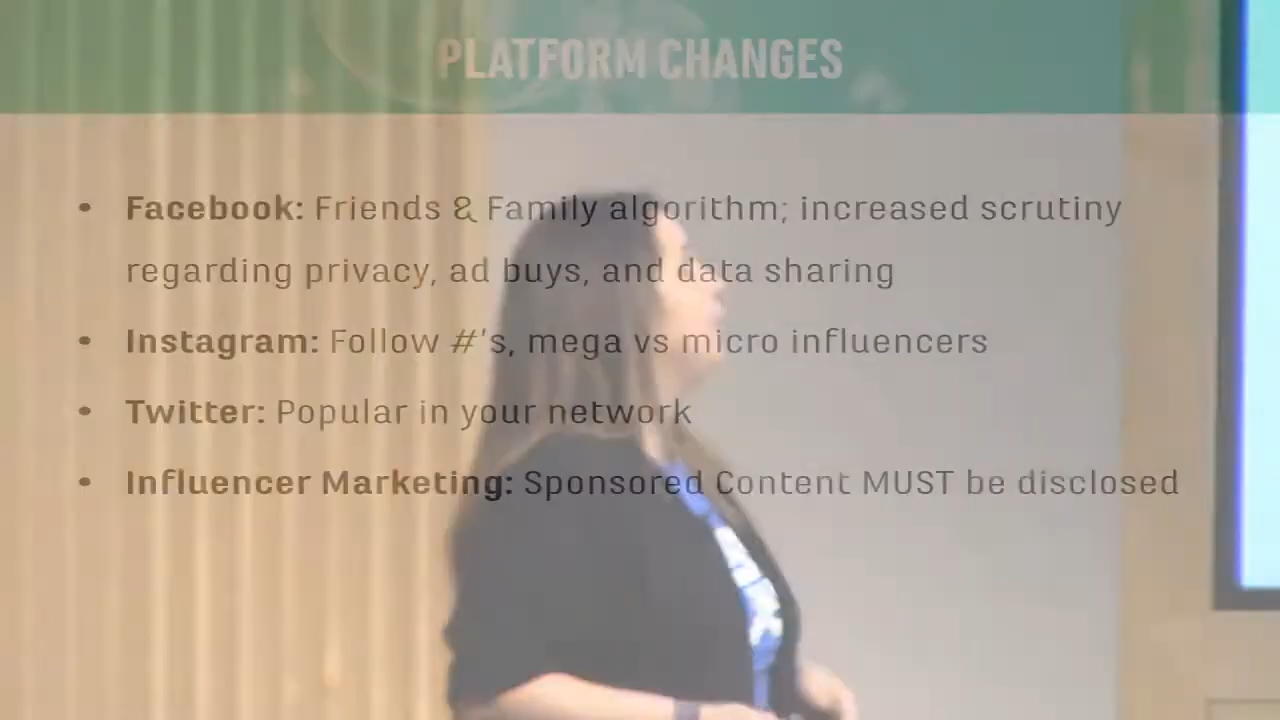 PLATFORM CHANGES
• Facebook: Friends & Family algorithm; increased scrutiny
regarding privacy, ad buys, and data sharing
• Instagram: Follow #'s, mega vs micro influencers
• Twitter: Popular in your network
• Influencer Marketing: Sponsored Content MUST be disclosed